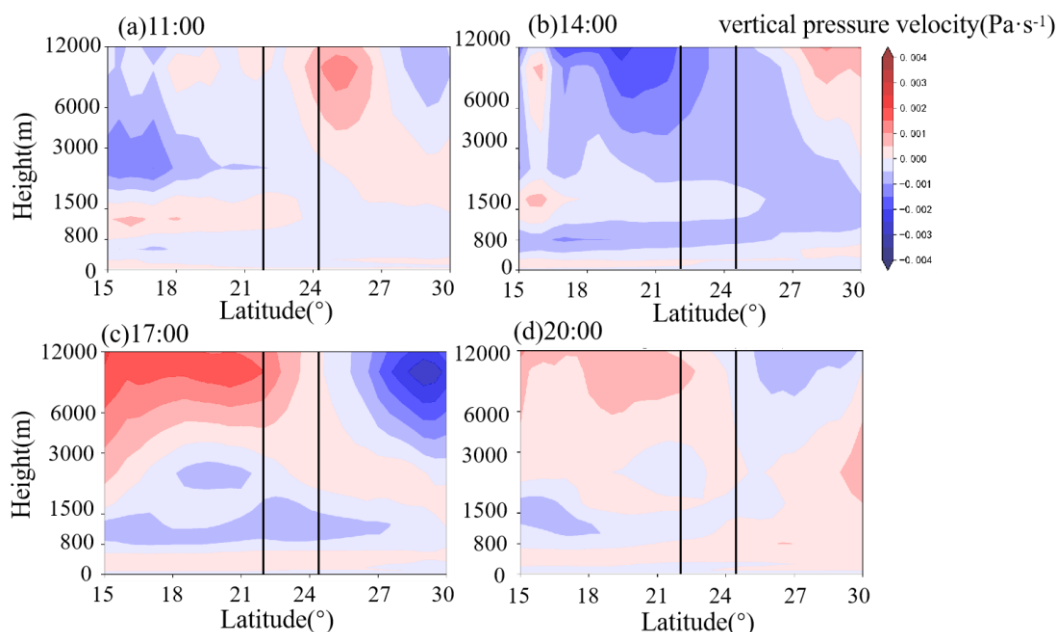 (a)11:00
(b)14:00
vertical pressure velocity(Pa·s⁻¹)
12000
6000
3000
1500
800
0
Height(m)
15 18 21 24 27 30
Latitude(°)
12000
6000
3000
1500
800
0
15 18 21 24 27 30
Latitude(°)
0.004
0.003
0.002
0.001
0.000
−0.001
−0.002
−0.003
−0.004
(c)17:00
(d)20:00
12000
6000
3000
1500
800
0
Height(m)
15 18 21 24 27 30
Latitude(°)
12000
6000
3000
1500
800
0
15 18 21 24 27 30
Latitude(°)